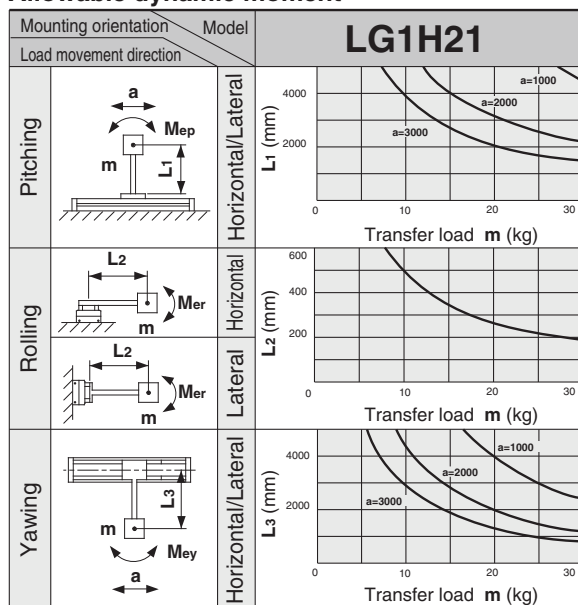 Allowable dynamic moment
Mounting orientation
Model
Load movement direction
LG1H21
Pitching
a
Mep
m
L1
Horizontal/Lateral
L1 (mm)
4000
2000
a=1000
a=2000
a=3000
0
10
20
30
Transfer load m (kg)
Rolling
L2
Mer
m
Horizontal
L2
Mer
m
Lateral
L2 (mm)
600
400
200
0
10
20
30
Transfer load m (kg)
Yawing
L3
m
Mey
a
Horizontal/Lateral
L3 (mm)
4000
2000
a=1000
a=2000
a=3000
0
10
20
30
Transfer load m (kg)